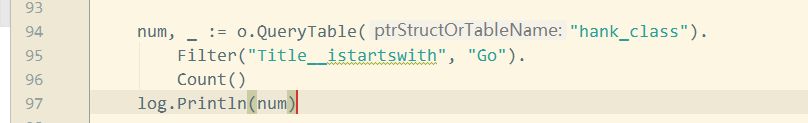 93
94 num, _ := o.QueryTable( ptrStructOrTableName: "hank_class").
95 Filter("Title__istartswith", "Go").
96 Count()
97 log.Println(num)